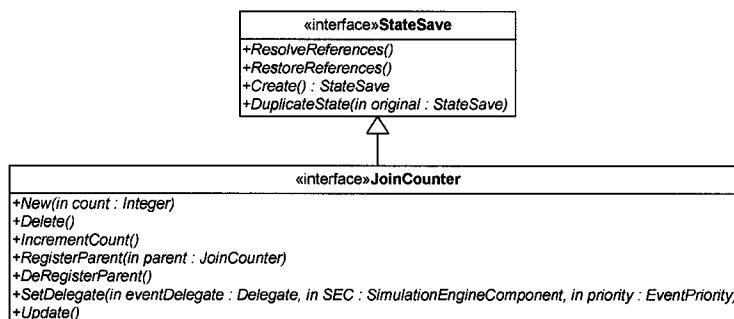 «interface»StateSave
+ResolveReferences()
+RestoreReferences()
+Create() : StateSave
+DuplicateState(in original : StateSave)
«interface»JoinCounter
+New(in count : Integer)
+Delete()
+IncrementCount()
+RegisterParent(in parent : JoinCounter)
+DeRegisterParent()
+SetDelegate(in eventDelegate : Delegate, in SEC : SimulationEngineComponent, in priority : EventPriority)
+Update()